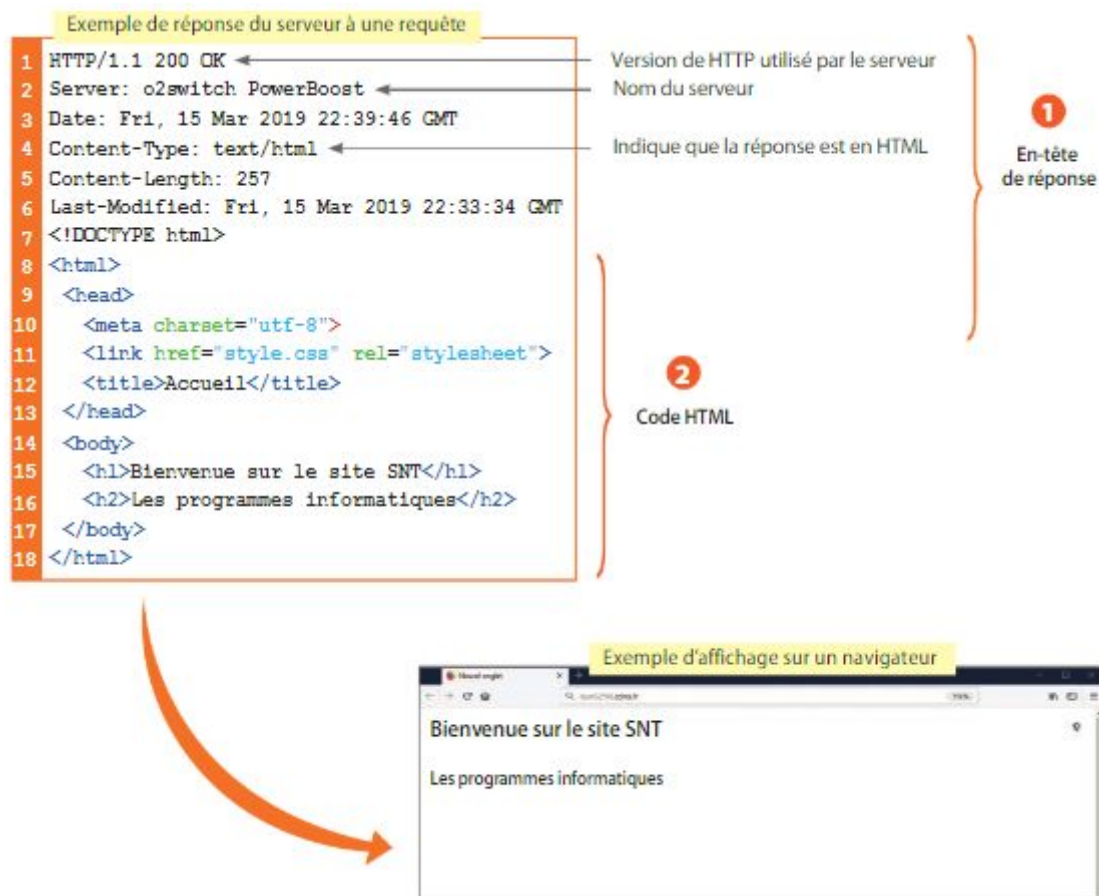 Exemple de réponse du serveur à une requête
1 HTTP/1.1 200 OK
Version de HTTP utilisé par le serveur
2 Server: o2switch PowerBoost
Nom du serveur
3 Date: Fri, 15 Mar 2019 22:39:46 GMT
4 Content-Type: text/html
Indique que la réponse est en HTML
5 Content-Length: 257
6 Last-Modified: Fri, 15 Mar 2019 22:33:34 GMT
7 <!DOCTYPE html>
8 <html>
9 <head>
10 <meta charset="utf-8">
11 <link href="style.css" rel="stylesheet">
12 <title>Accueil</title>
13 </head>
14 <body>
15 <h1>Bienvenue sur le site SNT</h1>
16 <h2>Les programmes informatiques</h2>
17 </body>
18 </html>
1
En-tête
de réponse
2
Code HTML
Exemple d'affichage sur un navigateur
Nouvel onglet
Bienvenue sur le site SNT
Les programmes informatiques